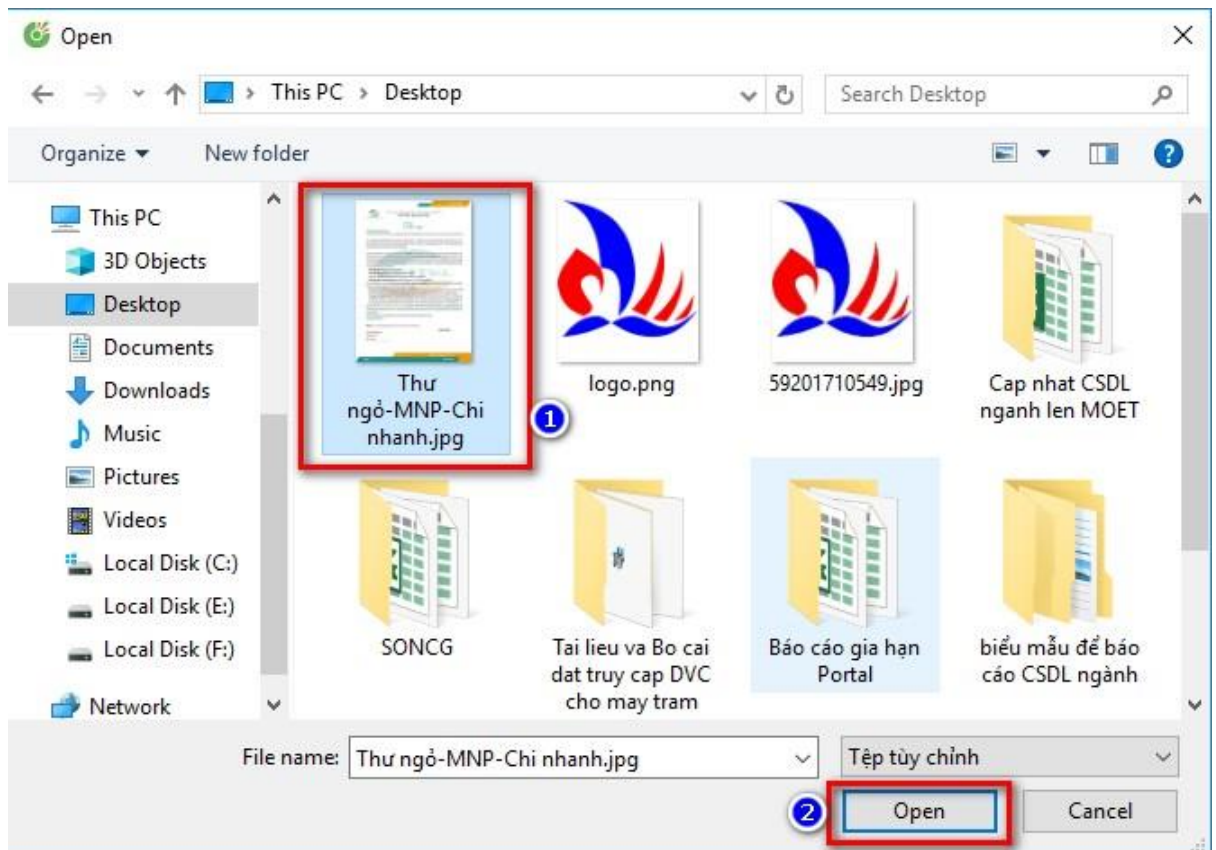 Open
This PC > Desktop
Search Desktop
Organize
New folder
This PC
3D Objects
Desktop
Documents
Downloads
Music
Pictures
Videos
Local Disk (C:)
Local Disk (E:)
Local Disk (F:)
Network
Thư
ngỏ-MNP-Chi
nhanh.jpg
1
logo.png
59201710549.jpg
Cap nhat CSDL
nganh len MOET
SONCG
Tai lieu va Bo cai
dat truy cap DVC
cho may tram
Báo cáo gia hạn
Portal
biểu mẫu để báo
cáo CSDL ngành
File name:
Thư ngỏ-MNP-Chi nhanh.jpg
Tệp tùy chỉnh
2
Open
Cancel